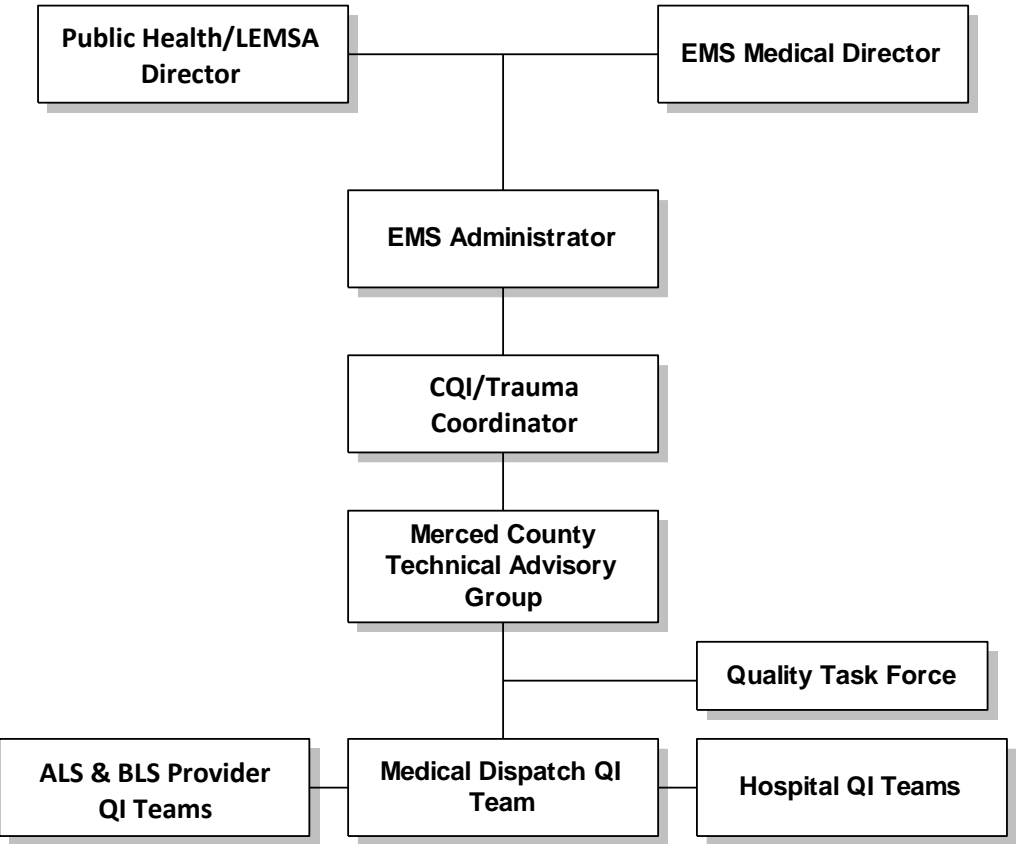 Public Health/LEMSA
Director
EMS Medical Director
EMS Administrator
CQI/Trauma
Coordinator
Merced County
Technical Advisory
Group
Quality Task Force
ALS & BLS Provider
QI Teams
Medical Dispatch QI
Team
Hospital QI Teams